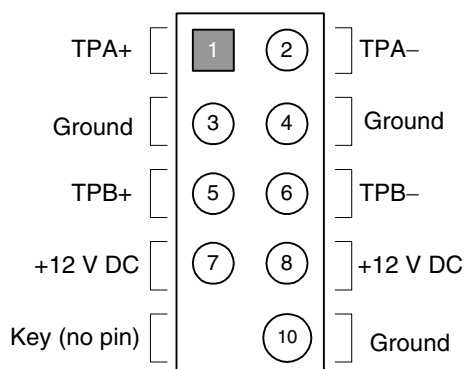 TPA+ 1 2 TPA–
Ground 3 4 Ground
TPB+ 5 6 TPB–
+12 V DC 7 8 +12 V DC
Key (no pin) 10 Ground